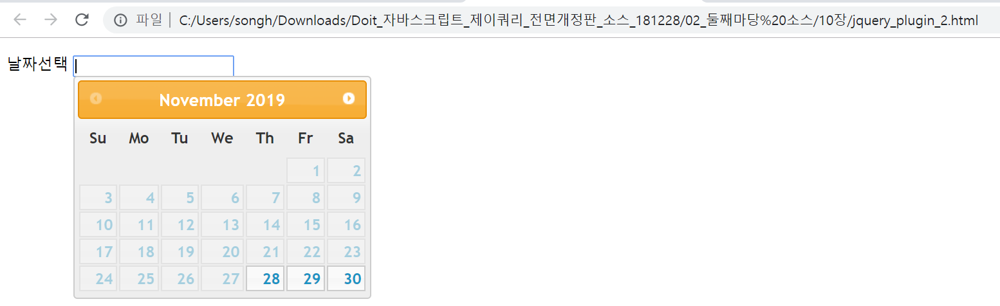 파일 | C:/Users/songh/Downloads/Doit_자바스크립트_제이쿼리_전면개정판_소스_181228/02_둘째마당%20소스/10장/jquery_plugin_2.html
날짜선택
November 2019
Su Mo Tu We Th Fr Sa
1 2
3 4 5 6 7 8 9
10 11 12 13 14 15 16
17 18 19 20 21 22 23
24 25 26 27 28 29 30